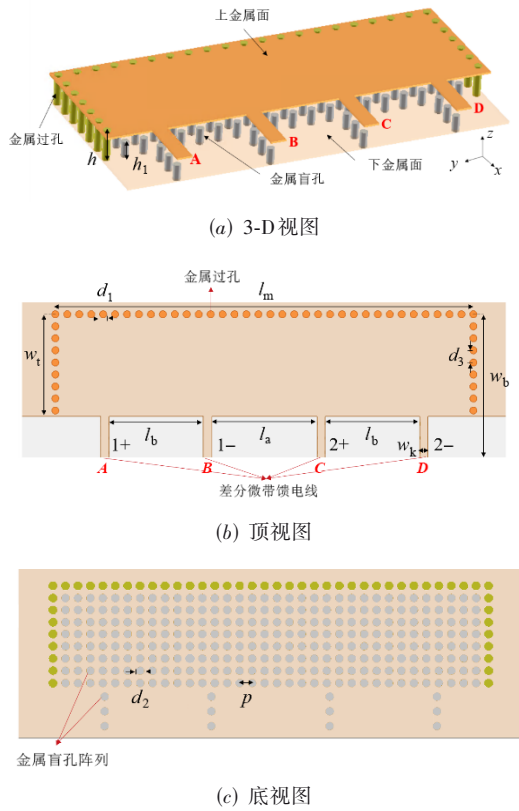 上金属面
金属过孔
h
h1
A
B
C
D
金属盲孔
下金属面
z
y
x
(a) 3-D视图
金属过孔
d1
lm
wt
d3
wb
1+
lb
1−
la
2+
lb
wk
2−
A
B
C
D
差分微带馈电线
(b) 顶视图
d2
p
金属盲孔阵列
(c) 底视图